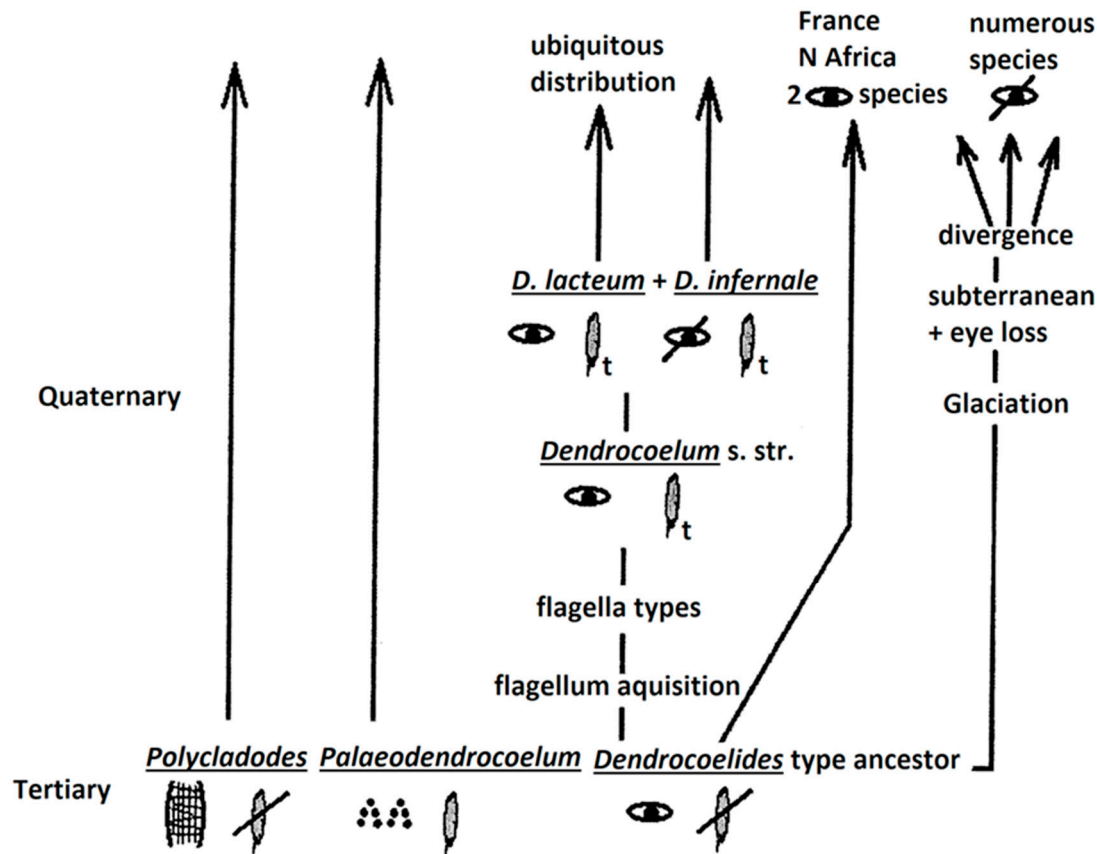 ubiquitous
distribution
France
N Africa
2 species
numerous
species
divergence
subterranean
+ eye loss
Glaciation
D. lacteum + D. infernale
t
t
Quaternary
Dendrocoelum s. str.
t
flagella types
flagellum aquisition
Polycladodes Palaeodendrocoelum Dendrocoelides type ancestor
Tertiary